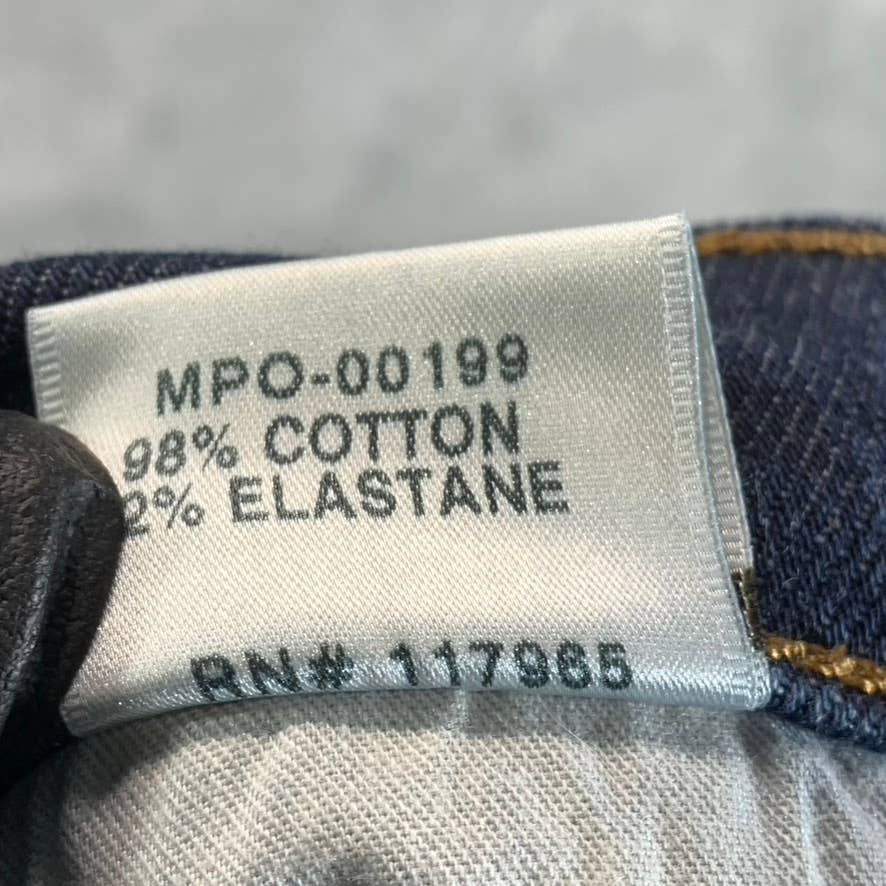 MPO-00199
98% COTTON
2% ELASTANE
RN# 117965